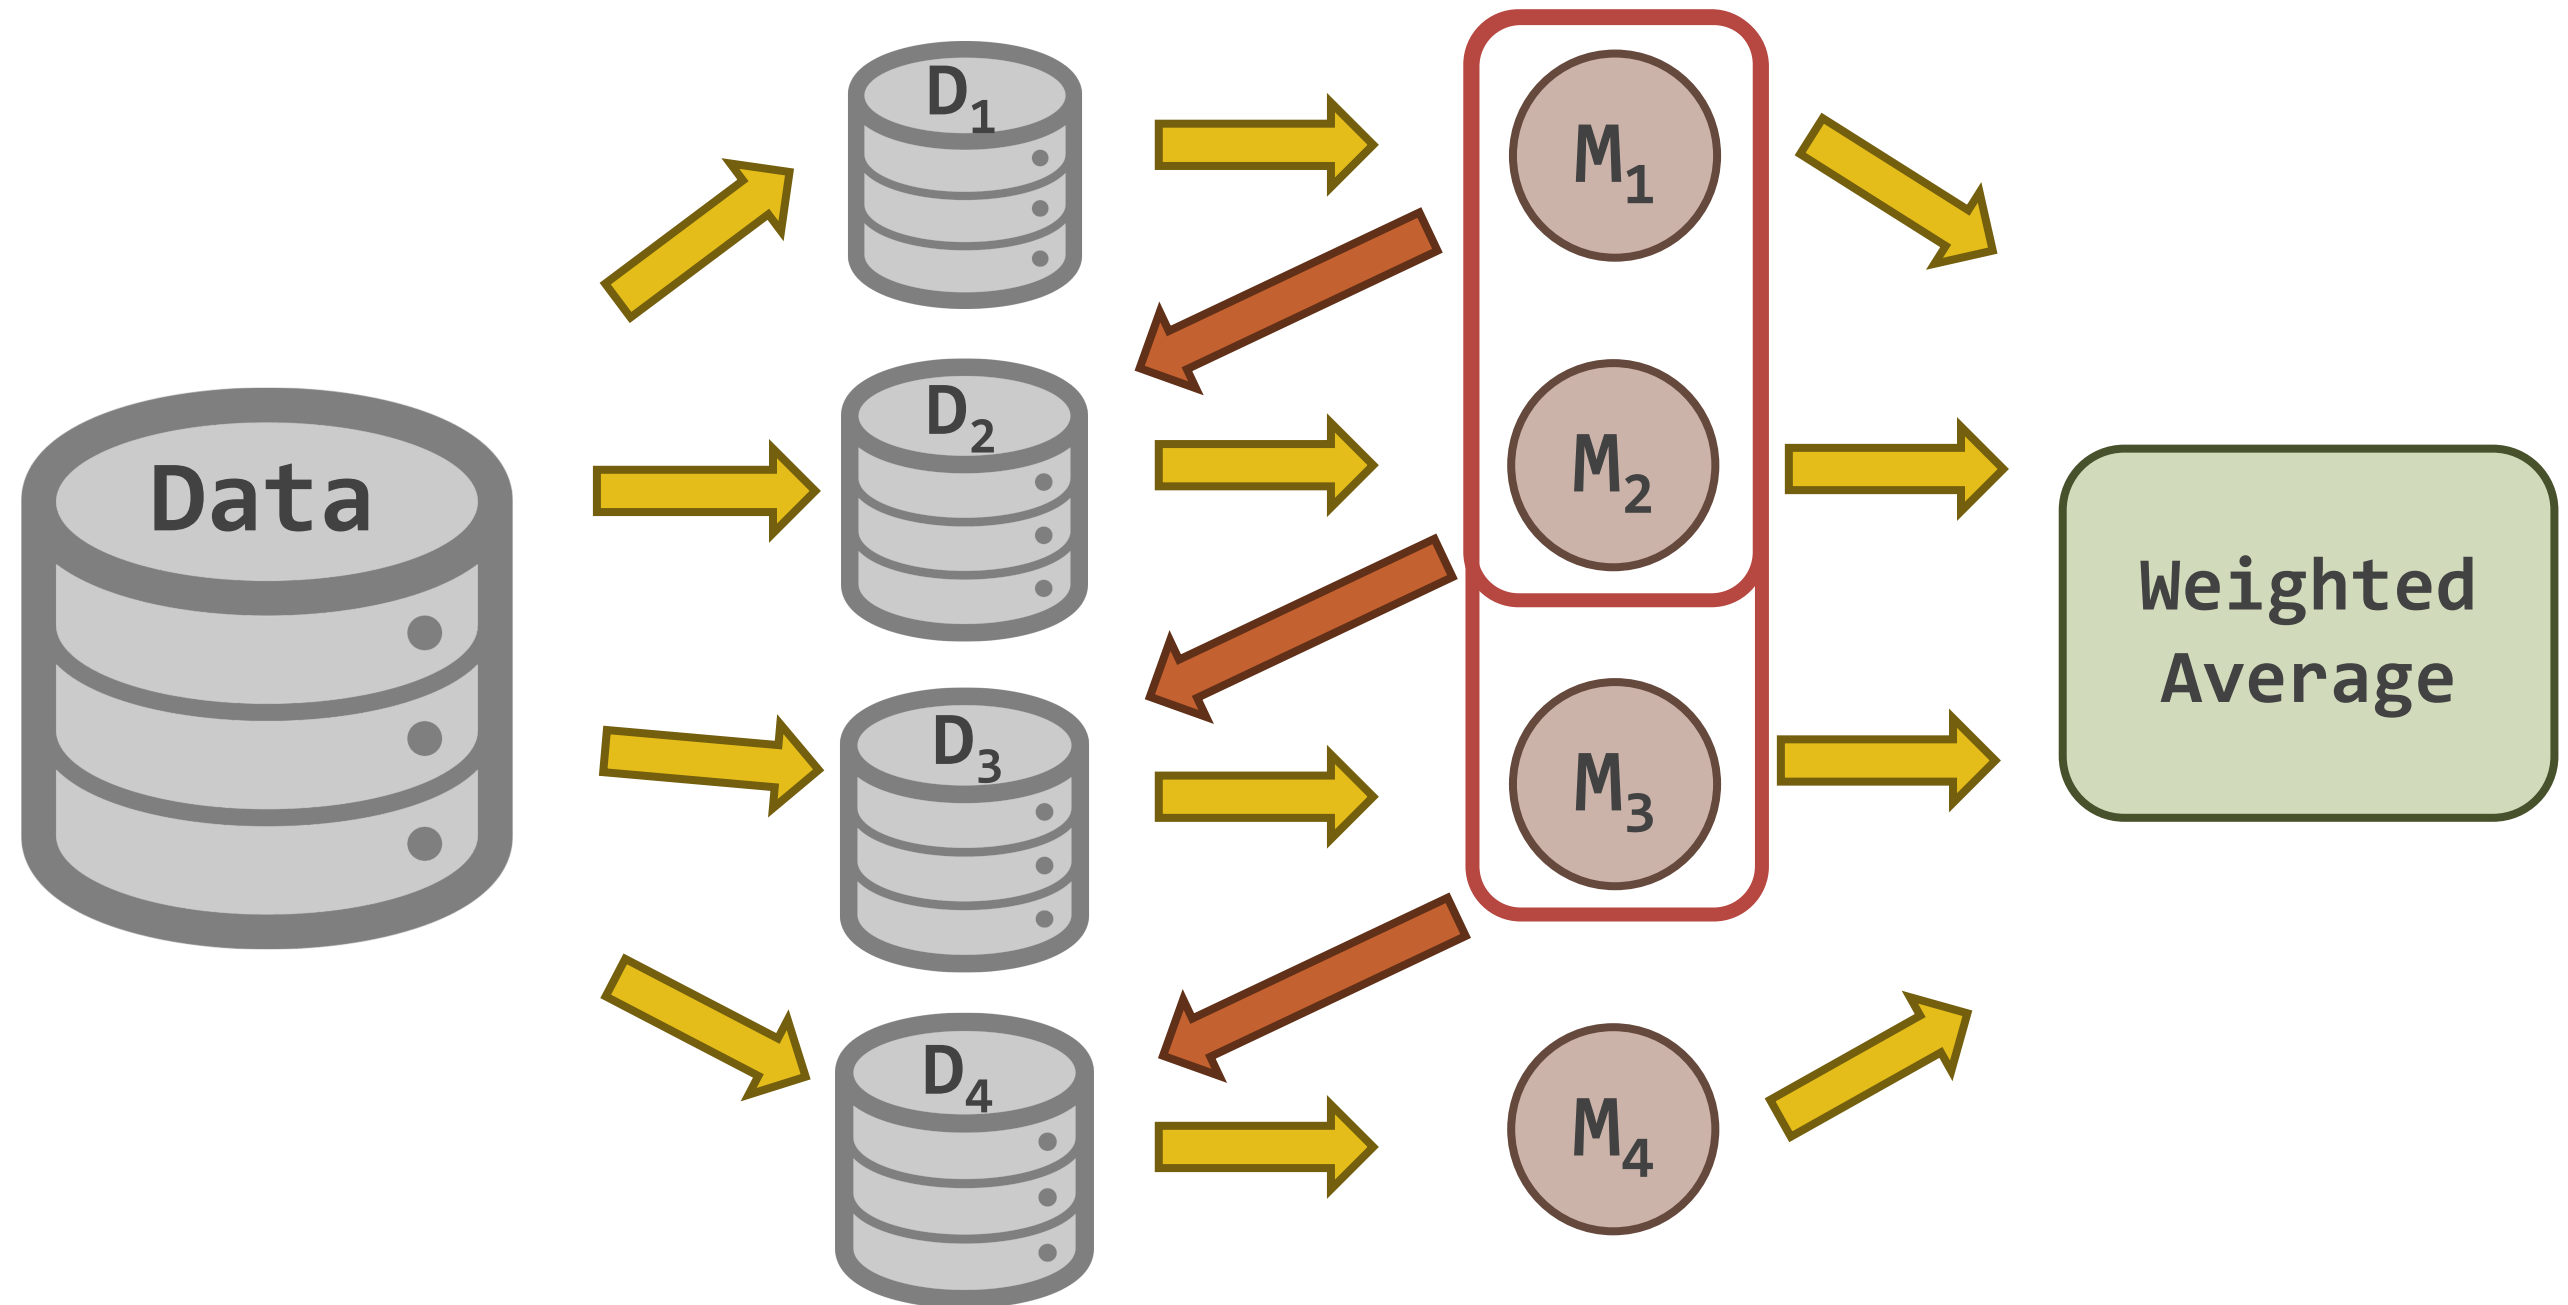 Data
D₁
D₂
D₃
D₄
M₁
M₂
M₃
M₄
Weighted
Average